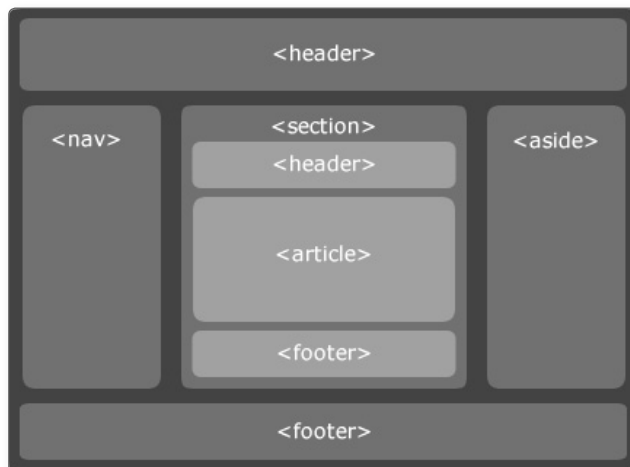 <header>
<nav>
<section>
<header>
<article>
<footer>
<aside>
<footer>